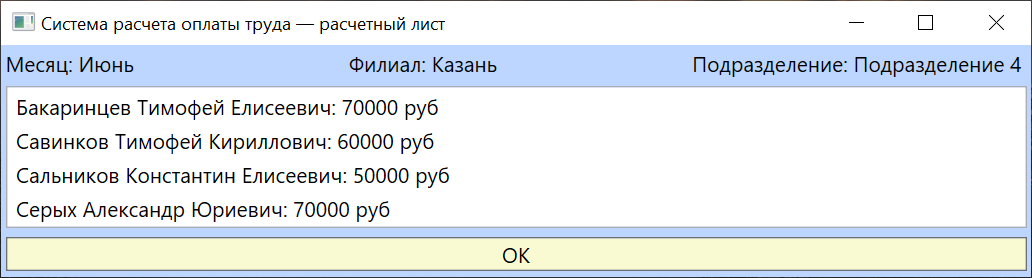 Система расчета оплаты труда — расчетный лист
Месяц: Июнь Филиал: Казань Подразделение: Подразделение 4
Бакаринцев Тимофей Елисеевич: 70000 руб
Савинков Тимофей Кириллович: 60000 руб
Сальников Константин Елисеевич: 50000 руб
Серых Александр Юриевич: 70000 руб
ОК